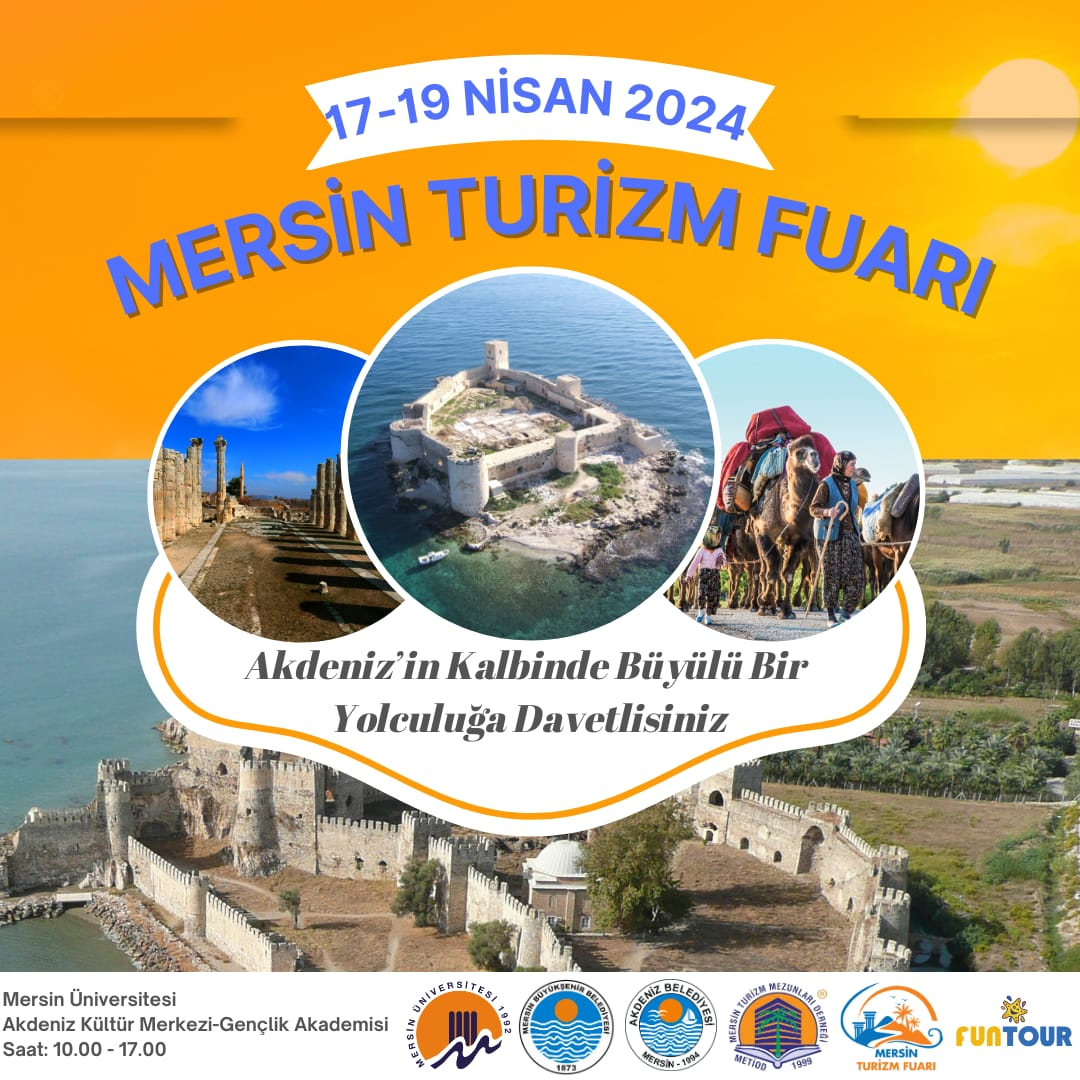 17-19 NİSAN 2024
MERSİN TURİZM FUARI
Akdeniz’in Kalbinde Büyülü Bir
Yolculuğa Davetlisiniz
Mersin Üniversitesi
Akdeniz Kültür Merkezi-Gençlik Akademisi
Saat: 10.00 - 17.00
MERSİN ÜNİVERSİTESİ 1992
MERSİN BÜYÜKŞEHİR BELEDİYESİ
1873
AKDENİZ BELEDİYESİ
MERSİN - 1994
MERSİN TURİZM MEZUNLARI DERNEĞİ
METİOD 1999
®
MERSİN
TURİZM FUARI
FUNTOUR